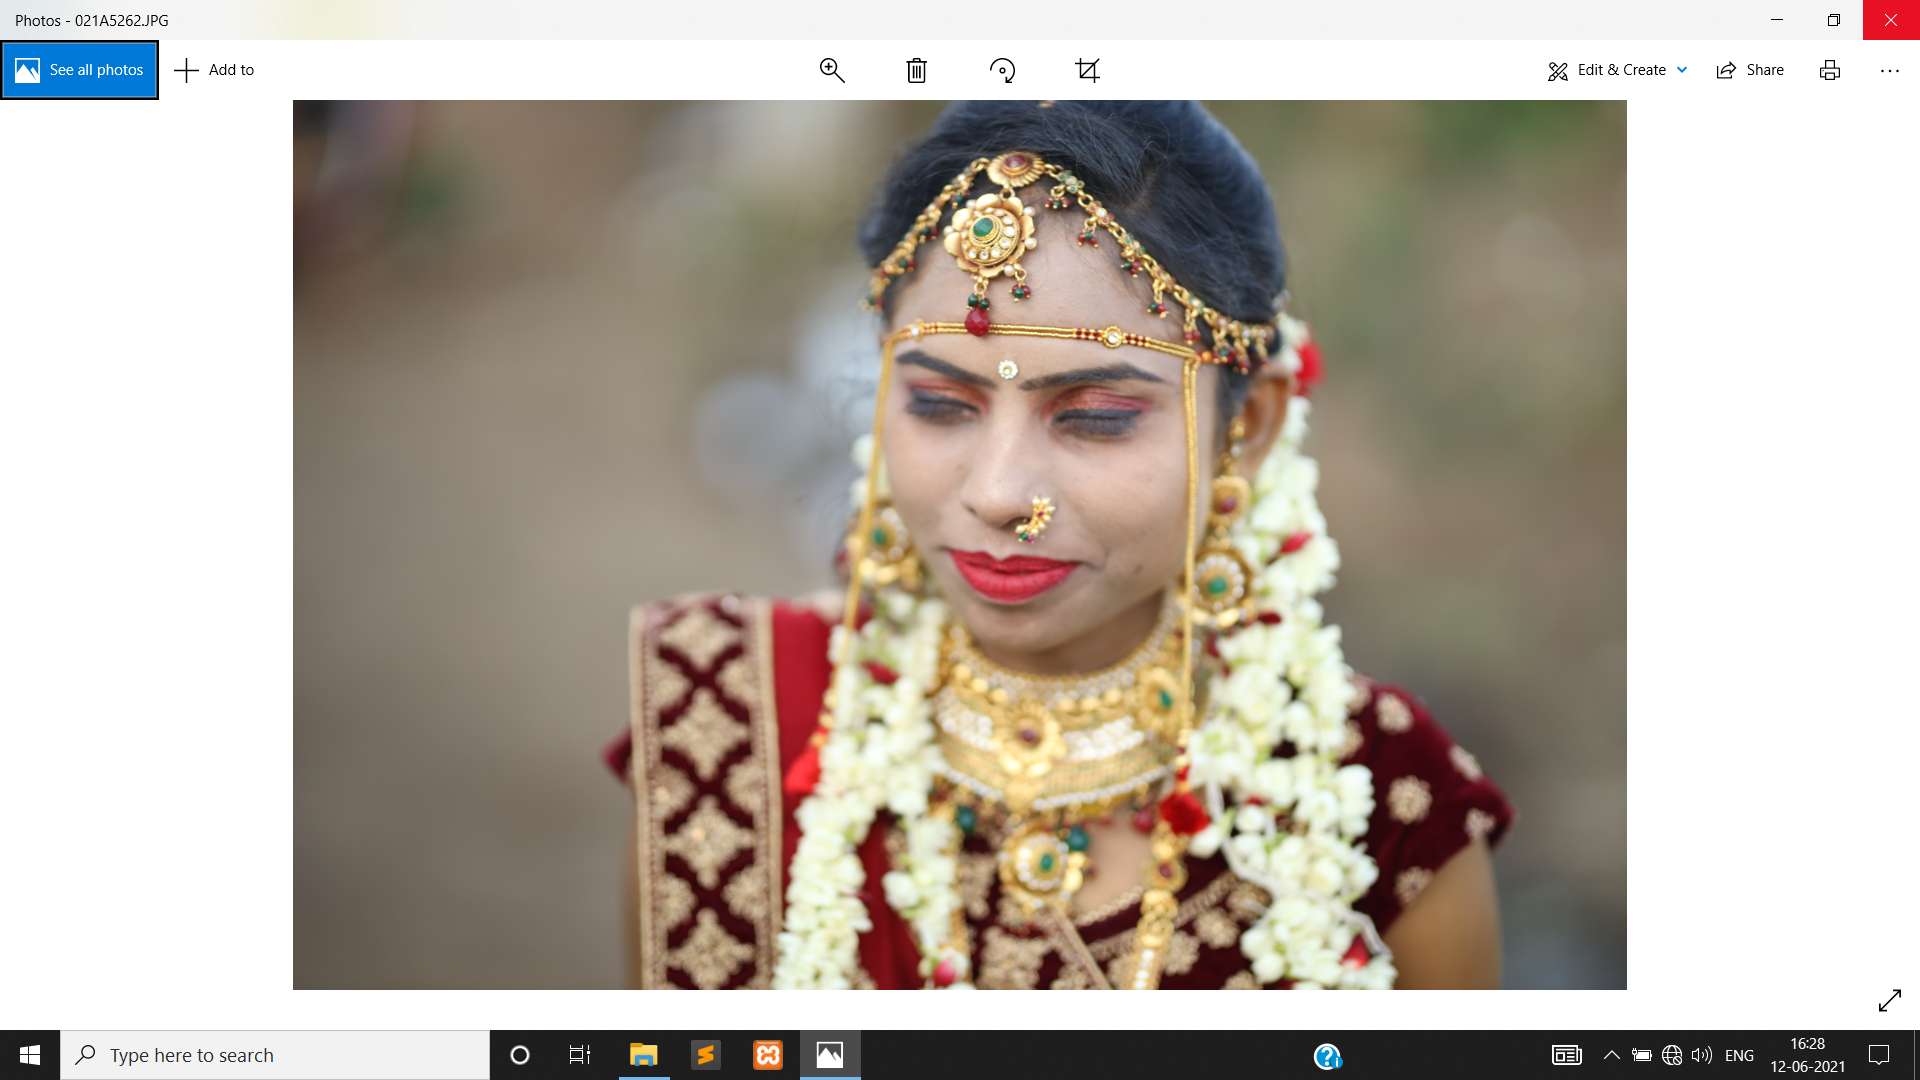 Photos - 021A5262.JPG
See all photos
Add to
Edit & Create
Share
Type here to search
ENG
16:28
12-06-2021